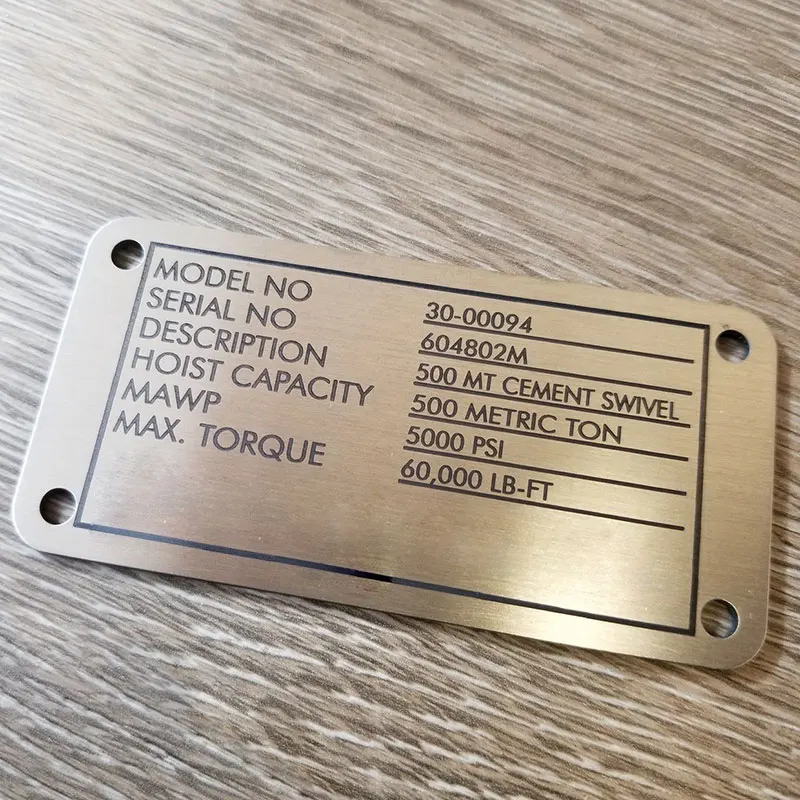 MODEL NO 30-00094
SERIAL NO 604802M
DESCRIPTION 500 MT CEMENT SWIVEL
HOIST CAPACITY 500 METRIC TON
MAWP 5000 PSI
MAX. TORQUE 60,000 LB-FT